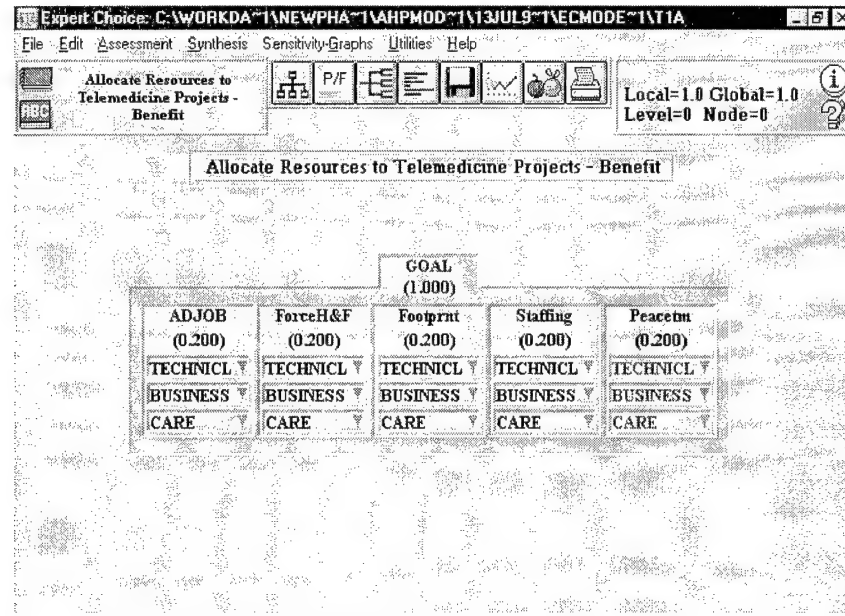 Expert Choice: C:\WORKDA~1\NEWPHA~1\AHPMOD~1\13JUL9~1\ECMODE~1\T1A
File Edit Assessment Synthesis Sensitivity-Graphs Utilities Help
Allocate Resources to
Telemedicine Projects -
Benefit
ABC
P/F
Local=1.0 Global=1.0
Level=0 Node=0
Allocate Resources to Telemedicine Projects - Benefit
GOAL
(1.000)
ADJOB ForceH&F Footprnt Staffing Peacetm
(0.200) (0.200) (0.200) (0.200) (0.200)
TECHNICL TECHNICL TECHNICL TECHNICL TECHNICL
BUSINESS BUSINESS BUSINESS BUSINESS BUSINESS
CARE CARE CARE CARE CARE